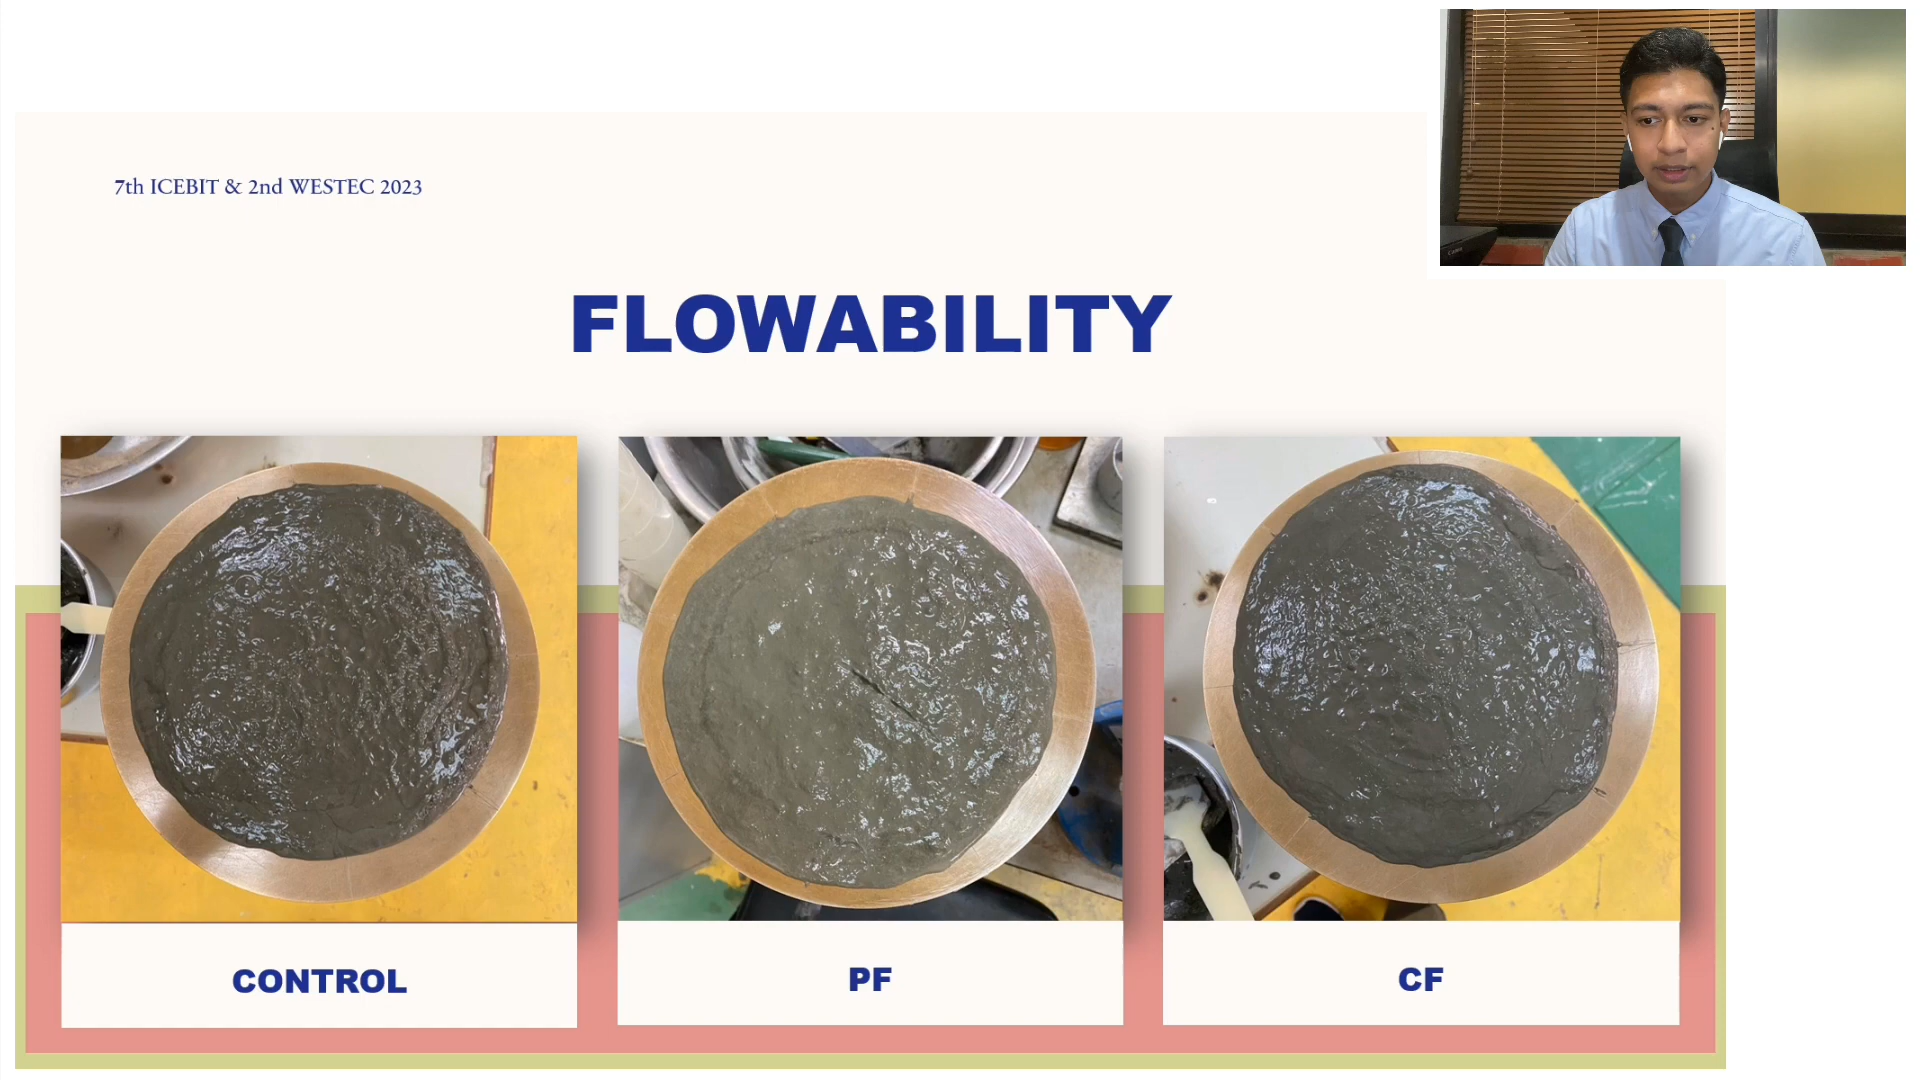 7th ICEBIT & 2nd WESTEC 2023
FLOWABILITY
CONTROL
PF
CF